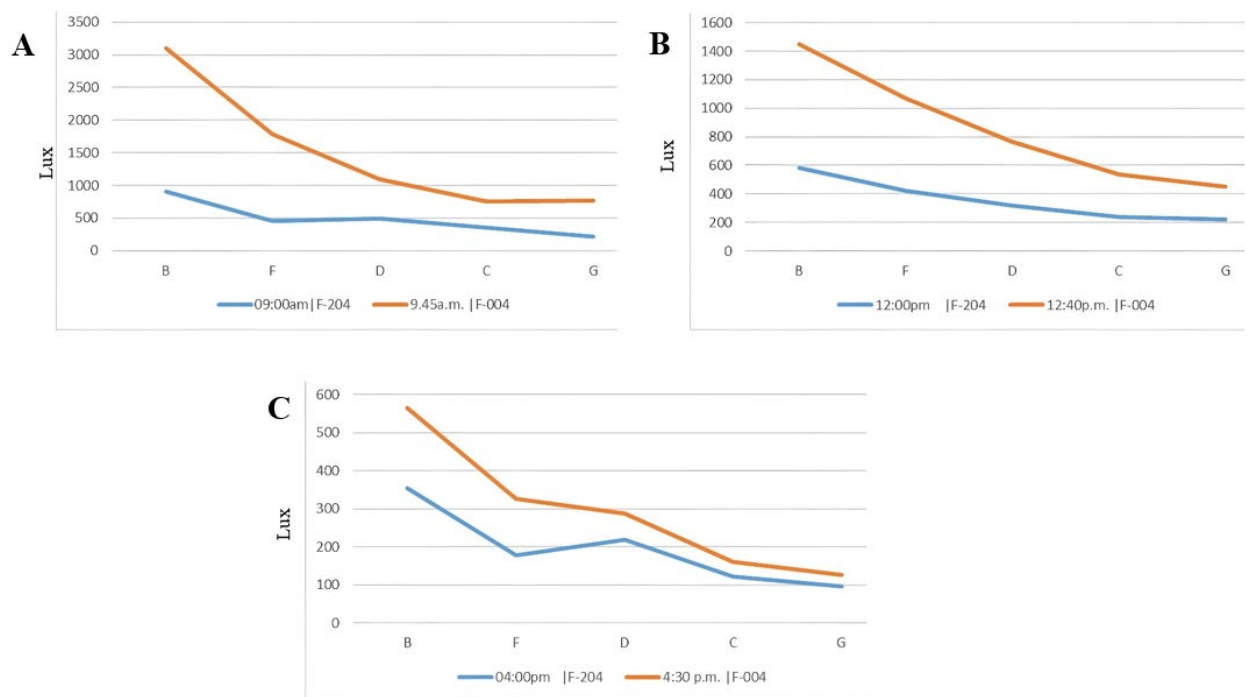 A
Lux
3500
3000
2500
2000
1500
1000
500
0
B F D C G
09:00am|F-204 9.45a.m. |F-004
B
Lux
1600
1400
1200
1000
800
600
400
200
0
B F D C G
12:00pm |F-204 12:40p.m. |F-004
C
Lux
600
500
400
300
200
100
0
B F D C G
04:00pm |F-204 4:30 p.m. |F-004